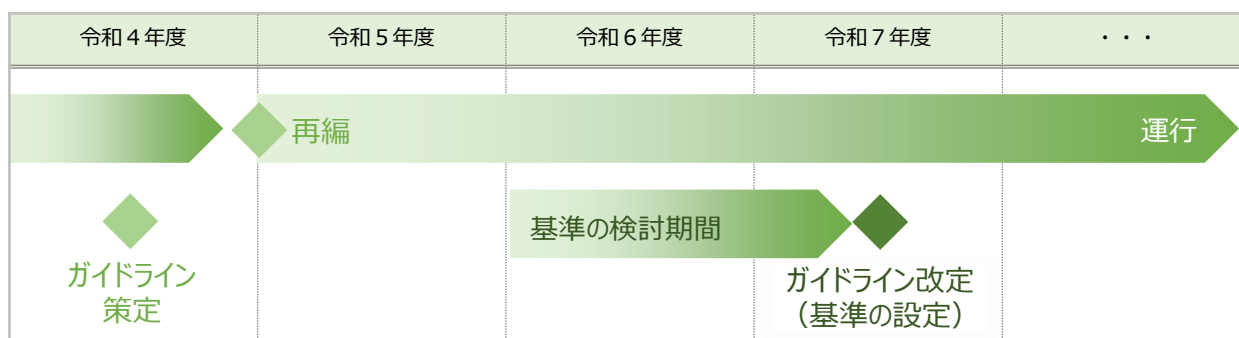 令和４年度
令和５年度
令和６年度
令和７年度
・・・
再編
運行
基準の検討期間
ガイドライン
策定
ガイドライン改定
（基準の設定）